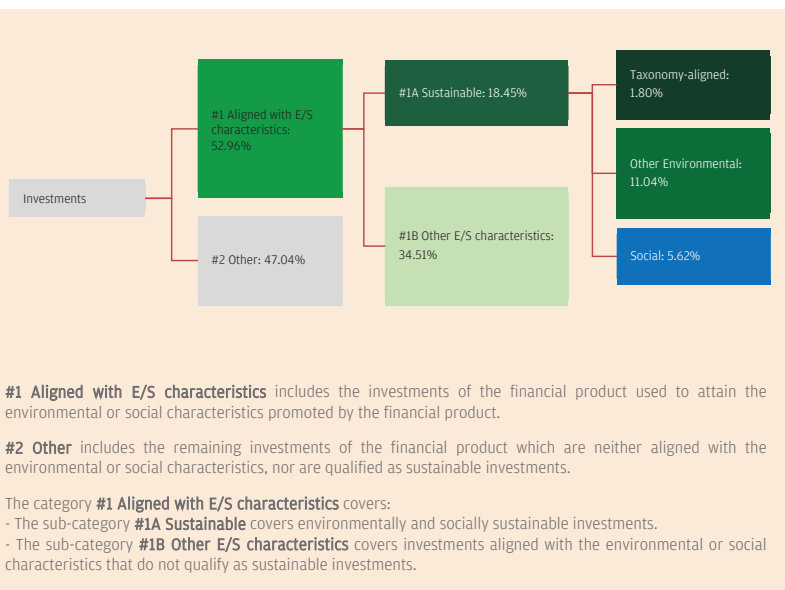 Investments
#1 Aligned with E/S
characteristics:
52.96%
#2 Other: 47.04%
#1A Sustainable: 18.45%
#1B Other E/S characteristics:
34.51%
Taxonomy-aligned:
1.80%
Other Environmental:
11.04%
Social: 5.62%
#1 Aligned with E/S characteristics includes the investments of the financial product used to attain the
environmental or social characteristics promoted by the financial product.
#2 Other includes the remaining investments of the financial product which are neither aligned with the
environmental or social characteristics, nor are qualified as sustainable investments.
The category #1 Aligned with E/S characteristics covers:
- The sub-category #1A Sustainable covers environmentally and socially sustainable investments.
- The sub-category #1B Other E/S characteristics covers investments aligned with the environmental or social
characteristics that do not qualify as sustainable investments.